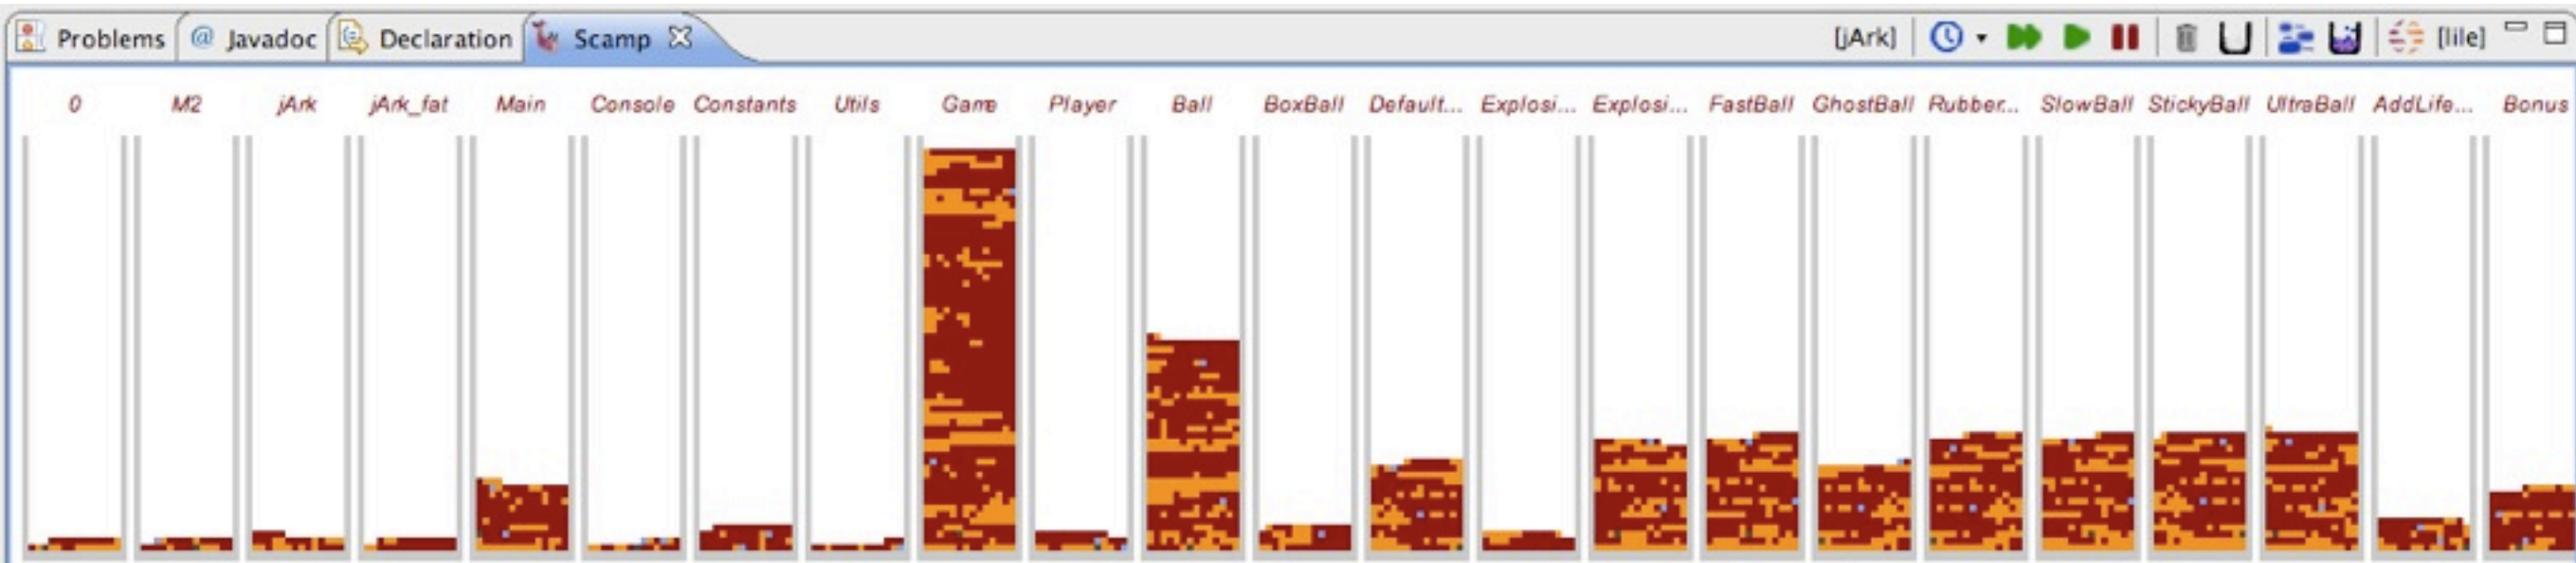 Problems @ Javadoc Declaration Scamp [jArk] [lile]
0 M2 jArk jArk_fat Main Console Constants Utils Game Player Ball BoxBall Default... Explosi... Explosi... FastBall GhostBall Rubber... SlowBall StickyBall UltraBall AddLife... Bonus